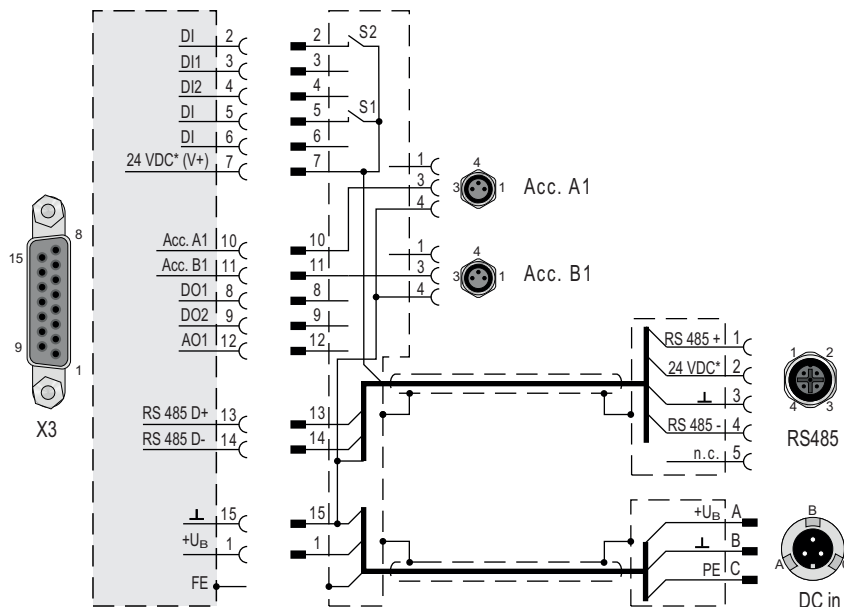 DI 2 2 S2
DI1 3 3
DI2 4 4
DI 5 5 S1
DI 6 6
24 VDC* (V+) 7 7
1 4
3 3 1 Acc. A1
4
8
15
9
1
X3
Acc. A1 10 10
Acc. B1 11 11
DO1 8 8
DO2 9 9
AO1 12 12
1 4
3 3 1 Acc. B1
4
RS 485 D+ 13 13
RS 485 D- 14 14
RS 485 + 1
24 VDC* 2
⊥ 3
RS 485 - 4
n.c. 5
1 2
4 3
RS485
⊥ 15 15
+UB 1 1
FE
+UB A
⊥ B
PE C
B
A C
DC in